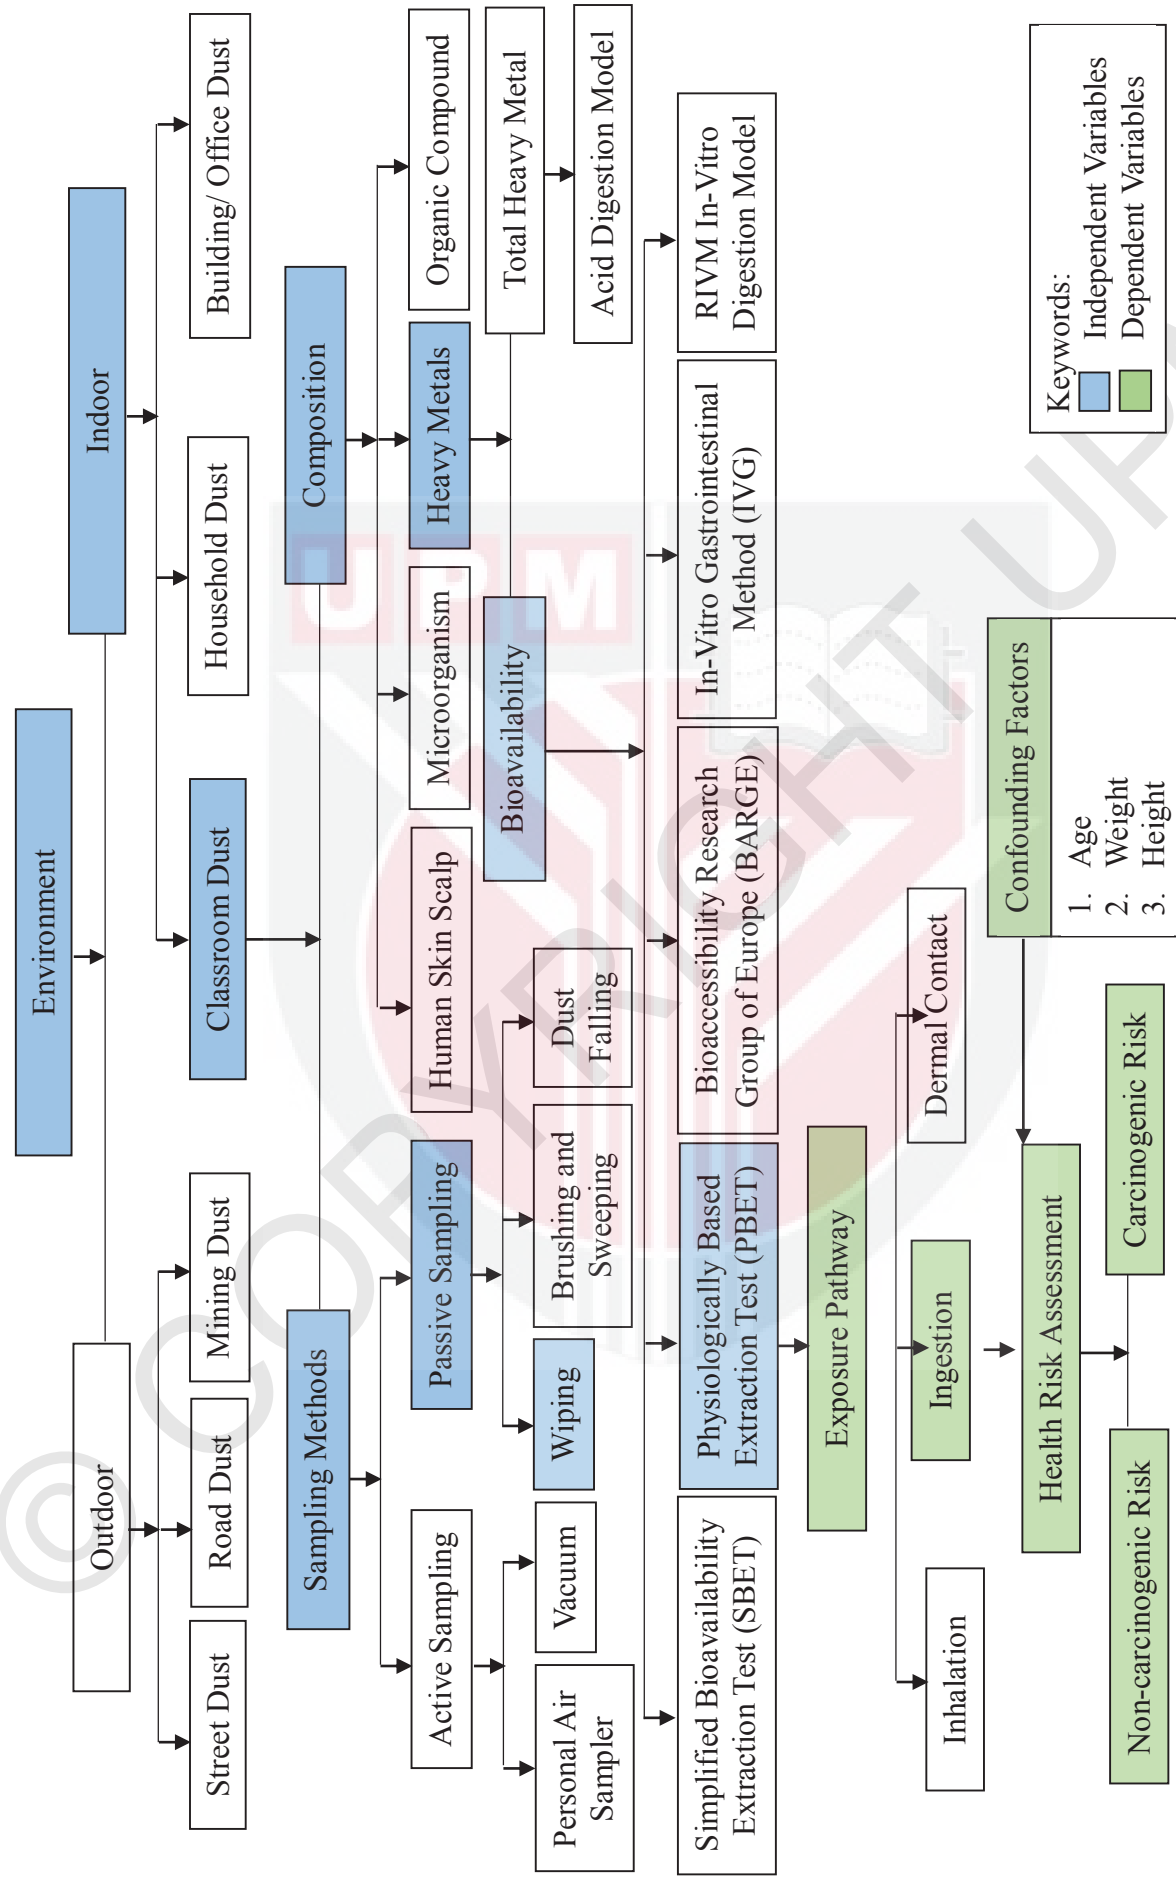 Environment
Outdoor
Indoor
Street Dust
Road Dust
Mining Dust
Classroom Dust
Household Dust
Building/ Office Dust
Sampling Methods
Composition
Active Sampling
Passive Sampling
Human Skin Scalp
Microorganism
Heavy Metals
Organic Compound
Personal Air
Sampler
Vacuum
Wiping
Brushing and
Sweeping
Dust
Falling
Bioavailability
Total Heavy Metal
Acid Digestion Model
Simplified Bioavailability
Extraction Test (SBET)
Physiologically Based
Extraction Test (PBET)
Bioaccessibility Research
Group of Europe (BARGE)
In-Vitro Gastrointestinal
Method (IVG)
RIVM In-Vitro
Digestion Model
Exposure Pathway
Inhalation
Ingestion
Dermal Contact
Health Risk Assessment
Confounding Factors
1. Age
2. Weight
3. Height
Non-carcinogenic Risk
Carcinogenic Risk
Keywords:
Independent Variables
Dependent Variables
UPM
© COPYRIGHT UPM